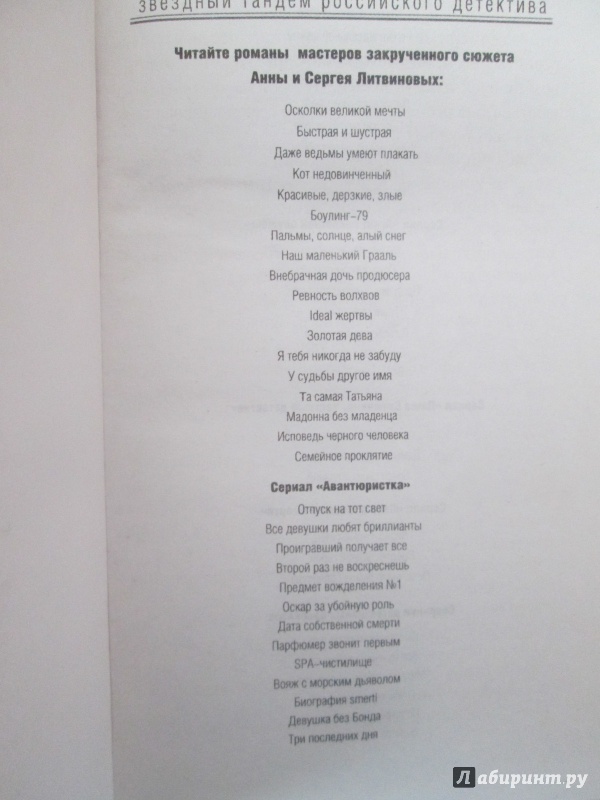 звездный тандем российского детектива
Читайте романы мастеров закрученного сюжета
Анны и Сергея Литвиновых:
Осколки великой мечты
Быстрая и шустрая
Даже ведьмы умеют плакать
Кот недовинченный
Красивые, дерзкие, злые
Боулинг–79
Пальмы, солнце, алый снег
Наш маленький Грааль
Внебрачная дочь продюсера
Ревность волхвов
Ideal жертвы
Золотая дева
Я тебя никогда не забуду
У судьбы другое имя
Та самая Татьяна
Мадонна без младенца
Исповедь черного человека
Семейное проклятие
Сериал «Авантюристка»
Отпуск на тот свет
Все девушки любят бриллианты
Проигравший получает все
Второй раз не воскреснешь
Предмет вожделения №1
Оскар за убойную роль
Дата собственной смерти
Парфюмер звонит первым
SPA–чистилище
Вояж с морским дьяволом
Биография smerti
Девушка без Бонда
Три последних дня
Лабиринт.ру